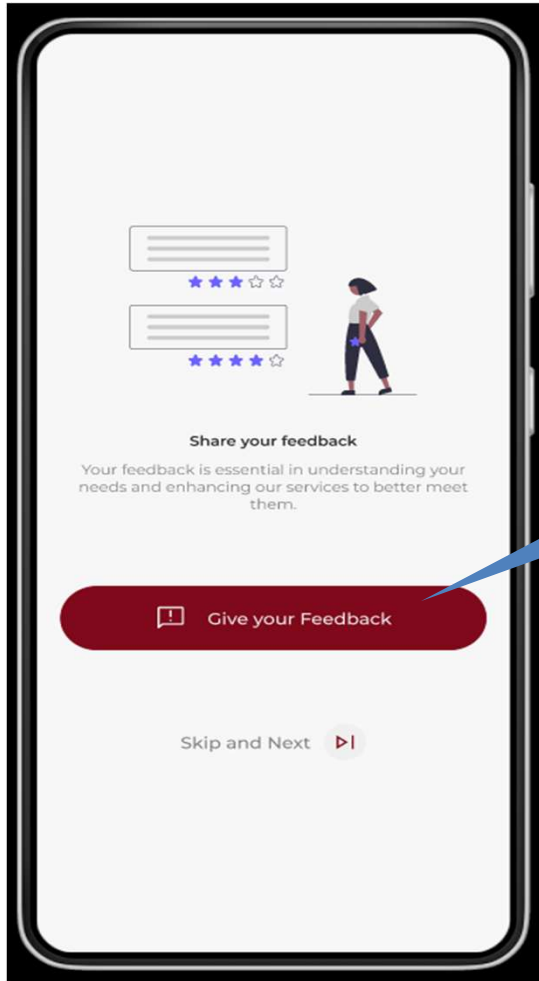 Share your feedback
Your feedback is essential in understanding your
needs and enhancing our services to better meet
them.
Give your Feedback
Skip and Next